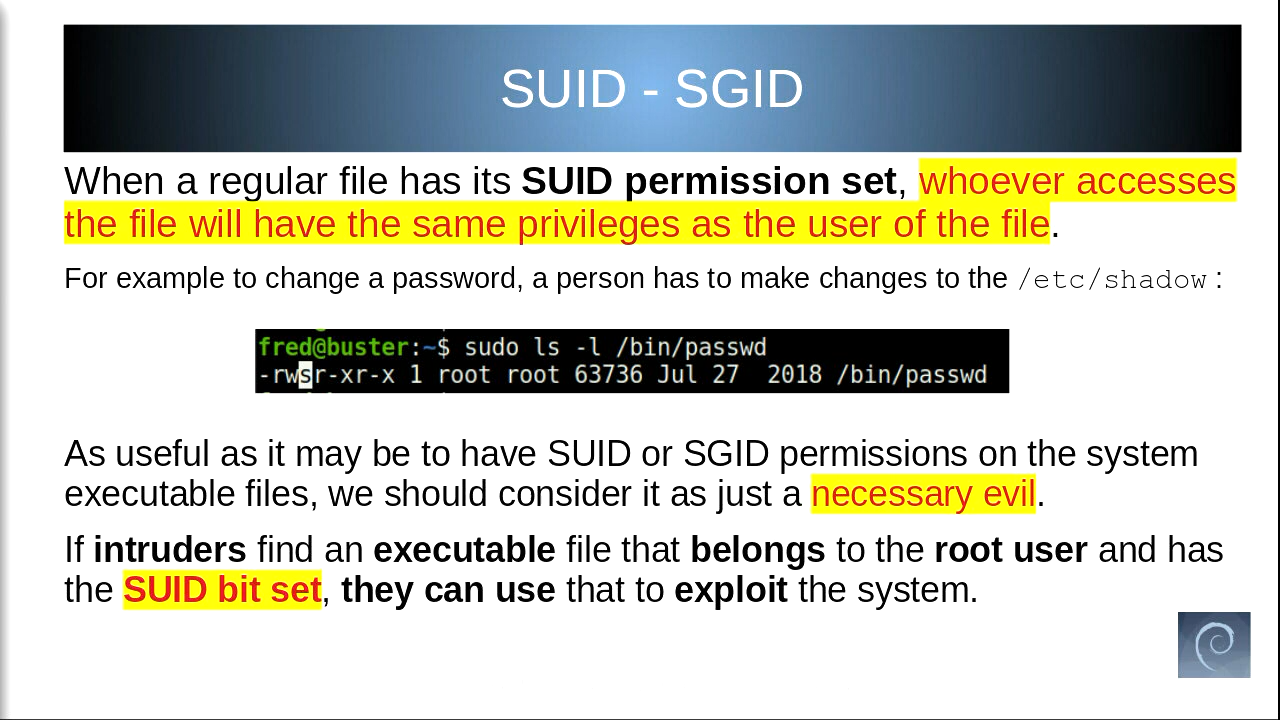 SUID - SGID
When a regular file has its SUID permission set, whoever accesses
the file will have the same privileges as the user of the file.
For example to change a password, a person has to make changes to the /etc/shadow :
fred@buster:~$ sudo ls -l /bin/passwd
-rwsr-xr-x 1 root root 63736 Jul 27  2018 /bin/passwd
As useful as it may be to have SUID or SGID permissions on the system
executable files, we should consider it as just a necessary evil.
If intruders find an executable file that belongs to the root user and has
the SUID bit set, they can use that to exploit the system.